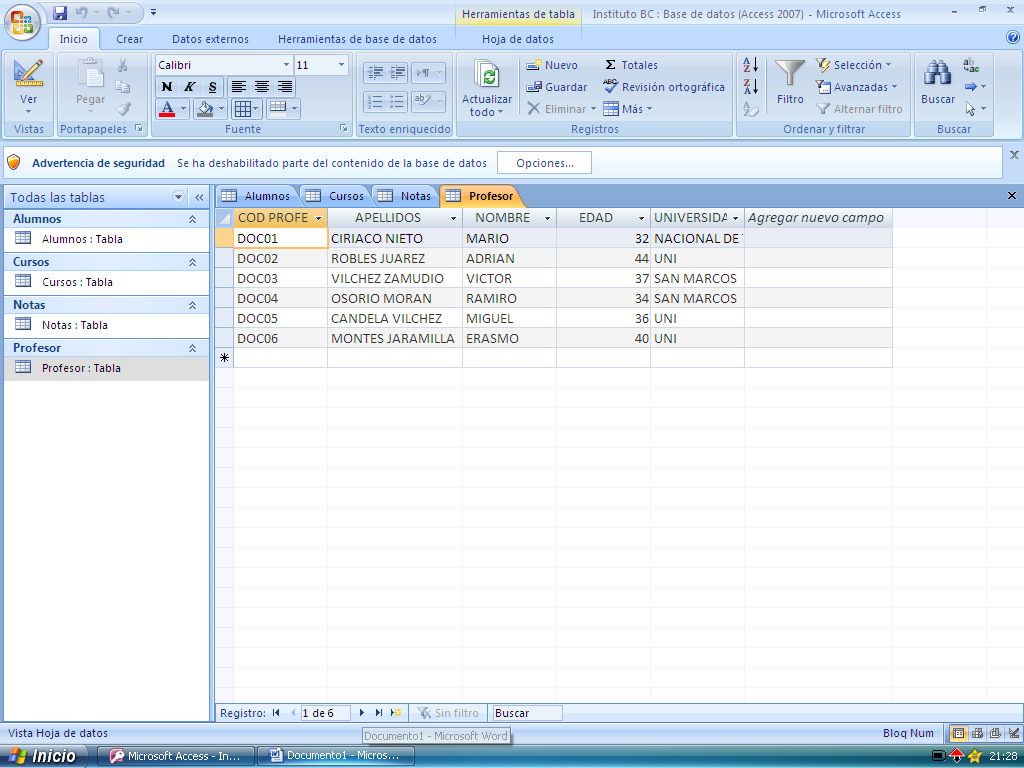 Herramientas de tabla Instituto BC : Base de datos (Access 2007) - Microsoft Access
Inicio Crear Datos externos Herramientas de base de datos Hoja de datos
Ver
Vistas
Pegar
Portapapeles
Calibri 11
N K S
A
Fuente
Texto enriquecido
Actualizar
todo
Nuevo
Guardar
Eliminar
Σ Totales
ABC Revisión ortográfica
Más
Registros
Filtro
Selección
Avanzadas
Alternar filtro
Ordenar y filtrar
Buscar
Buscar
Advertencia de seguridad Se ha deshabilitado parte del contenido de la base de datos Opciones...
Todas las tablas
Alumnos
Alumnos : Tabla
Cursos
Cursos : Tabla
Notas
Notas : Tabla
Profesor
Profesor : Tabla
Alumnos Cursos Notas Profesor
COD PROFE APELLIDOS NOMBRE EDAD UNIVERSIDA Agregar nuevo campo
DOC01 CIRIACO NIETO MARIO 32 NACIONAL DE
DOC02 ROBLES JUAREZ ADRIAN 44 UNI
DOC03 VILCHEZ ZAMUDIO VICTOR 37 SAN MARCOS
DOC04 OSORIO MORAN RAMIRO 34 SAN MARCOS
DOC05 CANDELA VILCHEZ MIGUEL 36 UNI
DOC06 MONTES JARAMILLA ERASMO 40 UNI
Registro: 1 de 6 Sin filtro Buscar
Vista Hoja de datos Documento1 - Microsoft Word Bloq Num
Inicio Microsoft Access - In... Documento1 - Micros... 21:28